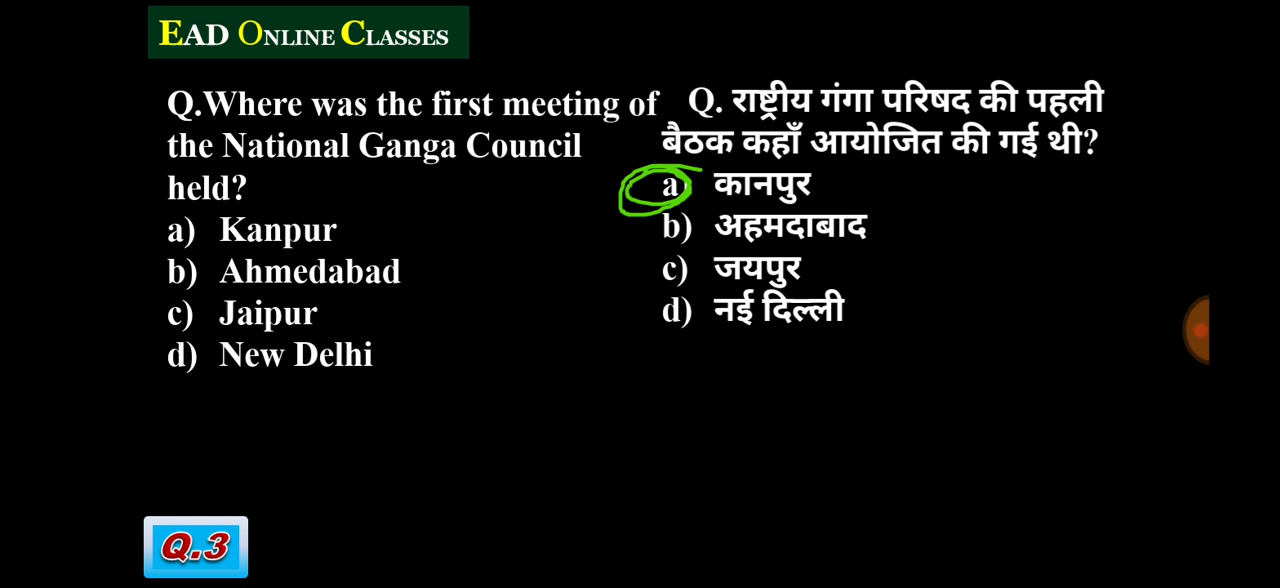 EAD ONLINE CLASSES
Q.Where was the first meeting of
the National Ganga Council
held?
a) Kanpur
b) Ahmedabad
c) Jaipur
d) New Delhi
Q. राष्ट्रीय गंगा परिषद की पहली
बैठक कहाँ आयोजित की गई थी?
a) कानपुर
b) अहमदाबाद
c) जयपुर
d) नई दिल्ली
Q.3